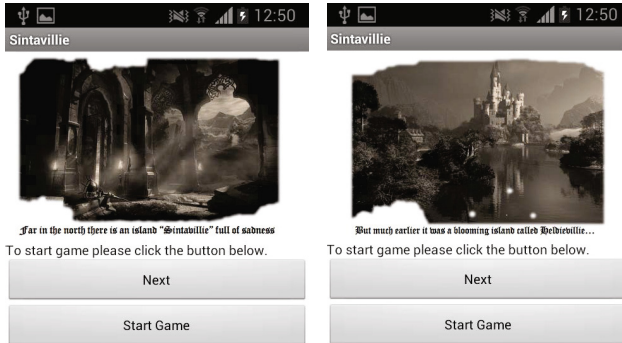 12:50
Sintavillie
Far in the north there is an island "Sintavillie" full of sadness
To start game please click the button below.
Next
Start Game
12:50
Sintavillie
But much earlier it was a blooming island called Heldievillie...
To start game please click the button below.
Next
Start Game